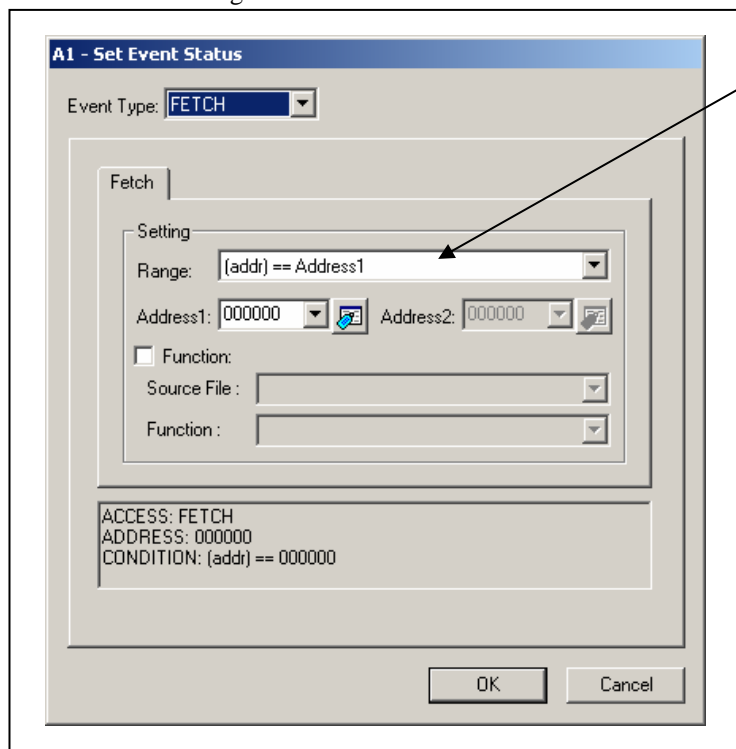 A1 - Set Event Status
Event Type: FETCH
Fetch
Setting
Range: (addr) == Address1
Address1: 000000 Address2: 000000
Function:
Source File :
Function :
ACCESS: FETCH
ADDRESS: 000000
CONDITION: (addr) == 000000
OK Cancel